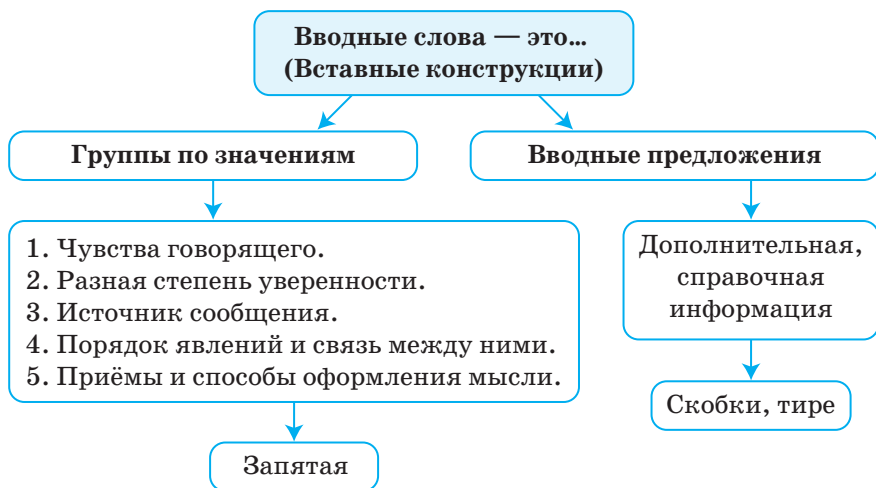 Вводные слова — это…
(Вставные конструкции)
Группы по значениям
Вводные предложения
1. Чувства говорящего.
2. Разная степень уверенности.
3. Источник сообщения.
4. Порядок явлений и связь между ними.
5. Приёмы и способы оформления мысли.
Дополнительная,
справочная
информация
Запятая
Скобки, тире